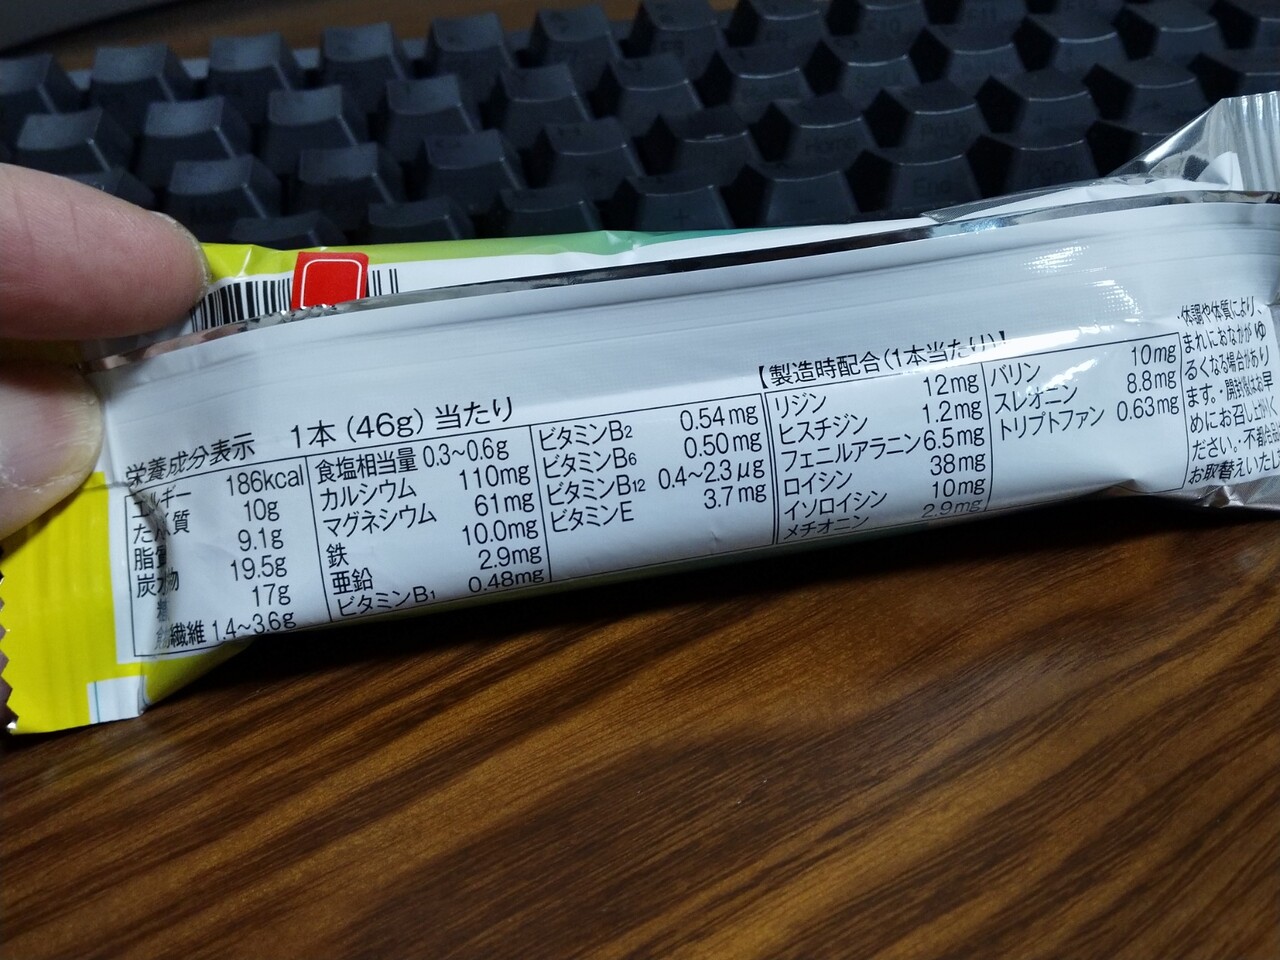 栄養成分表示 1本(46g)当たり
エネルギー 186kcal
たんぱく質 10g
脂質 9.1g
炭水物 19.5g
17g
繊維 1.4~3.6g
食塩相当量 0.3~0.6g
カルシウム 110mg
マグネシウム 61mg
鉄 10.0mg
亜鉛 2.9mg
ビタミンB1 0.48mg
ビタミンB2 0.54mg
ビタミンB6 0.50mg
ビタミンB12 0.4~2.3μg
ビタミンE 3.7mg
【製造時配合(1本当たり)】
リジン 12mg
ヒスチジン 1.2mg
フェニルアラニン 6.5mg
ロイシン 38mg
イソロイシン 10mg
メチオニン 2.9mg
バリン 10mg
スレオニン 8.8mg
トリプトファン 0.63mg
・体調や体質により、
まれにおなかがゆ
るくなる場合があり
ます。・開封後はお早
めにお召し上がりく
ださい。・不都合品は
お取替えいたし
Home
PgUp
End